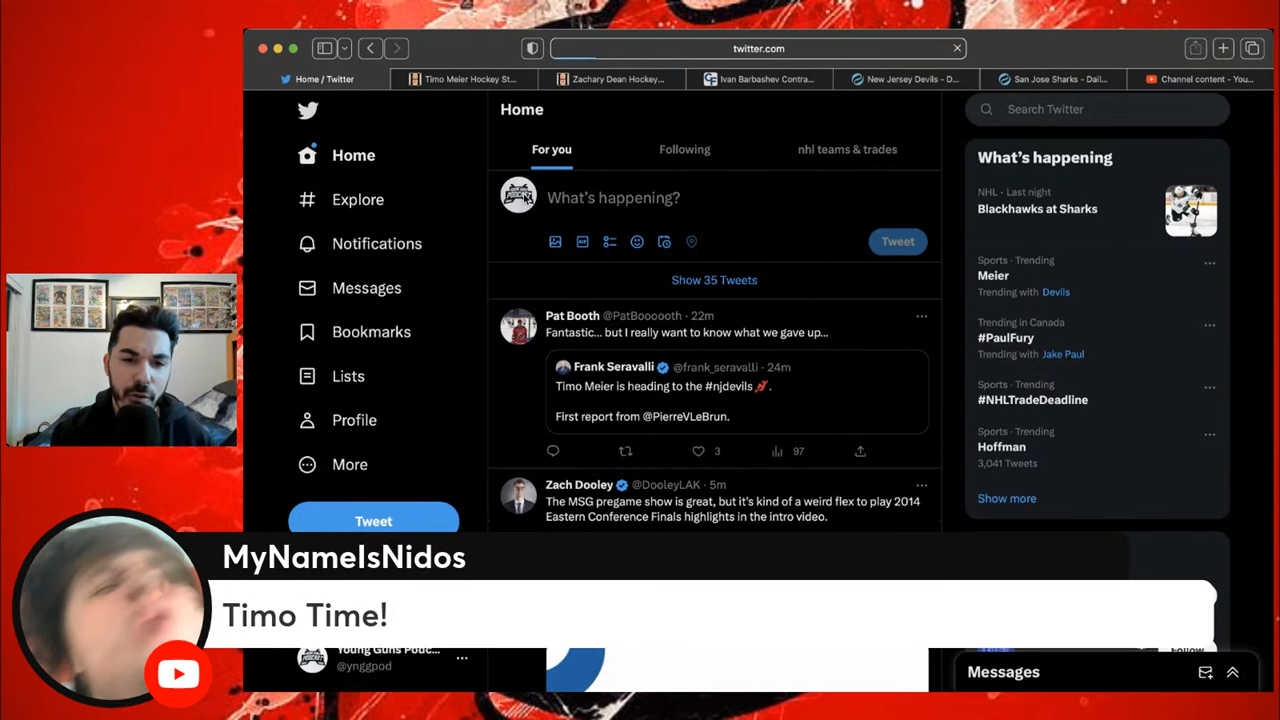 twitter.com
Home / Twitter
Timo Meier Hockey St...
Zachary Dean Hockey...
Ivan Barbashev Contra...
New Jersey Devils - D...
San Jose Sharks - Dail...
Channel content - You...
Home
Explore
Notifications
Messages
Bookmarks
Lists
Profile
More
Tweet
Home
For you
Following
nhl teams & trades
What's happening?
Tweet
Show 35 Tweets
Pat Booth @PatBoooooth · 22m
Fantastic... but I really want to know what we gave up...
Frank Seravalli @frank_seravalli · 24m
Timo Meier is heading to the #njdevils.
First report from @PierreVLeBrun.
3
97
Zach Dooley @DooleyLAK · 5m
The MSG pregame show is great, but it's kind of a weird flex to play 2014
Eastern Conference Finals highlights in the intro video.
Search Twitter
What's happening
NHL · Last night
Blackhawks at Sharks
Sports · Trending
Meier
Trending with Devils
Trending in Canada
#PaulFury
Trending with Jake Paul
Sports · Trending
#NHLTradeDeadline
Sports · Trending
Hoffman
3,041 Tweets
Show more
MyNameIsNidos
Timo Time!
Young Guns Podc...
@ynggpod
Messages